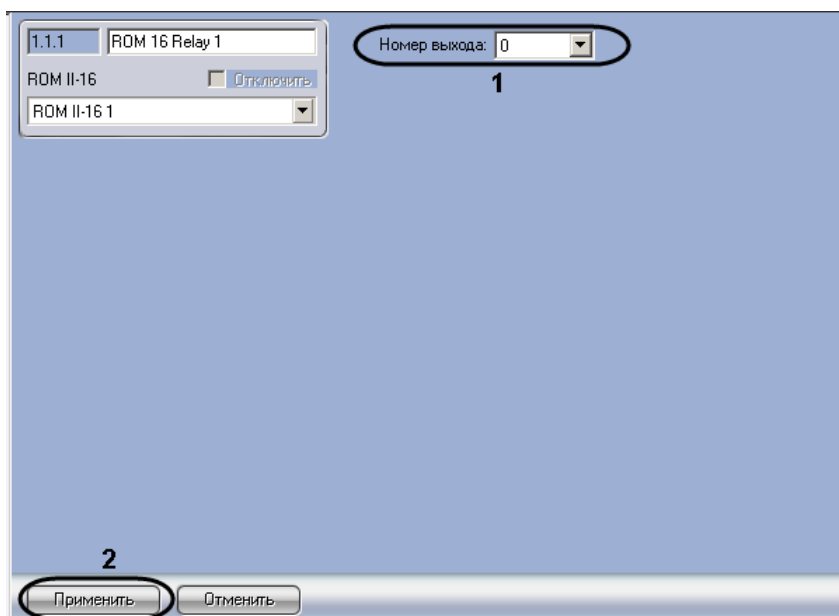 1.1.1 ROM 16 Relay 1
Номер выхода: 0
1
ROM II-16 Отключить
ROM II-16 1
2
Применить Отменить